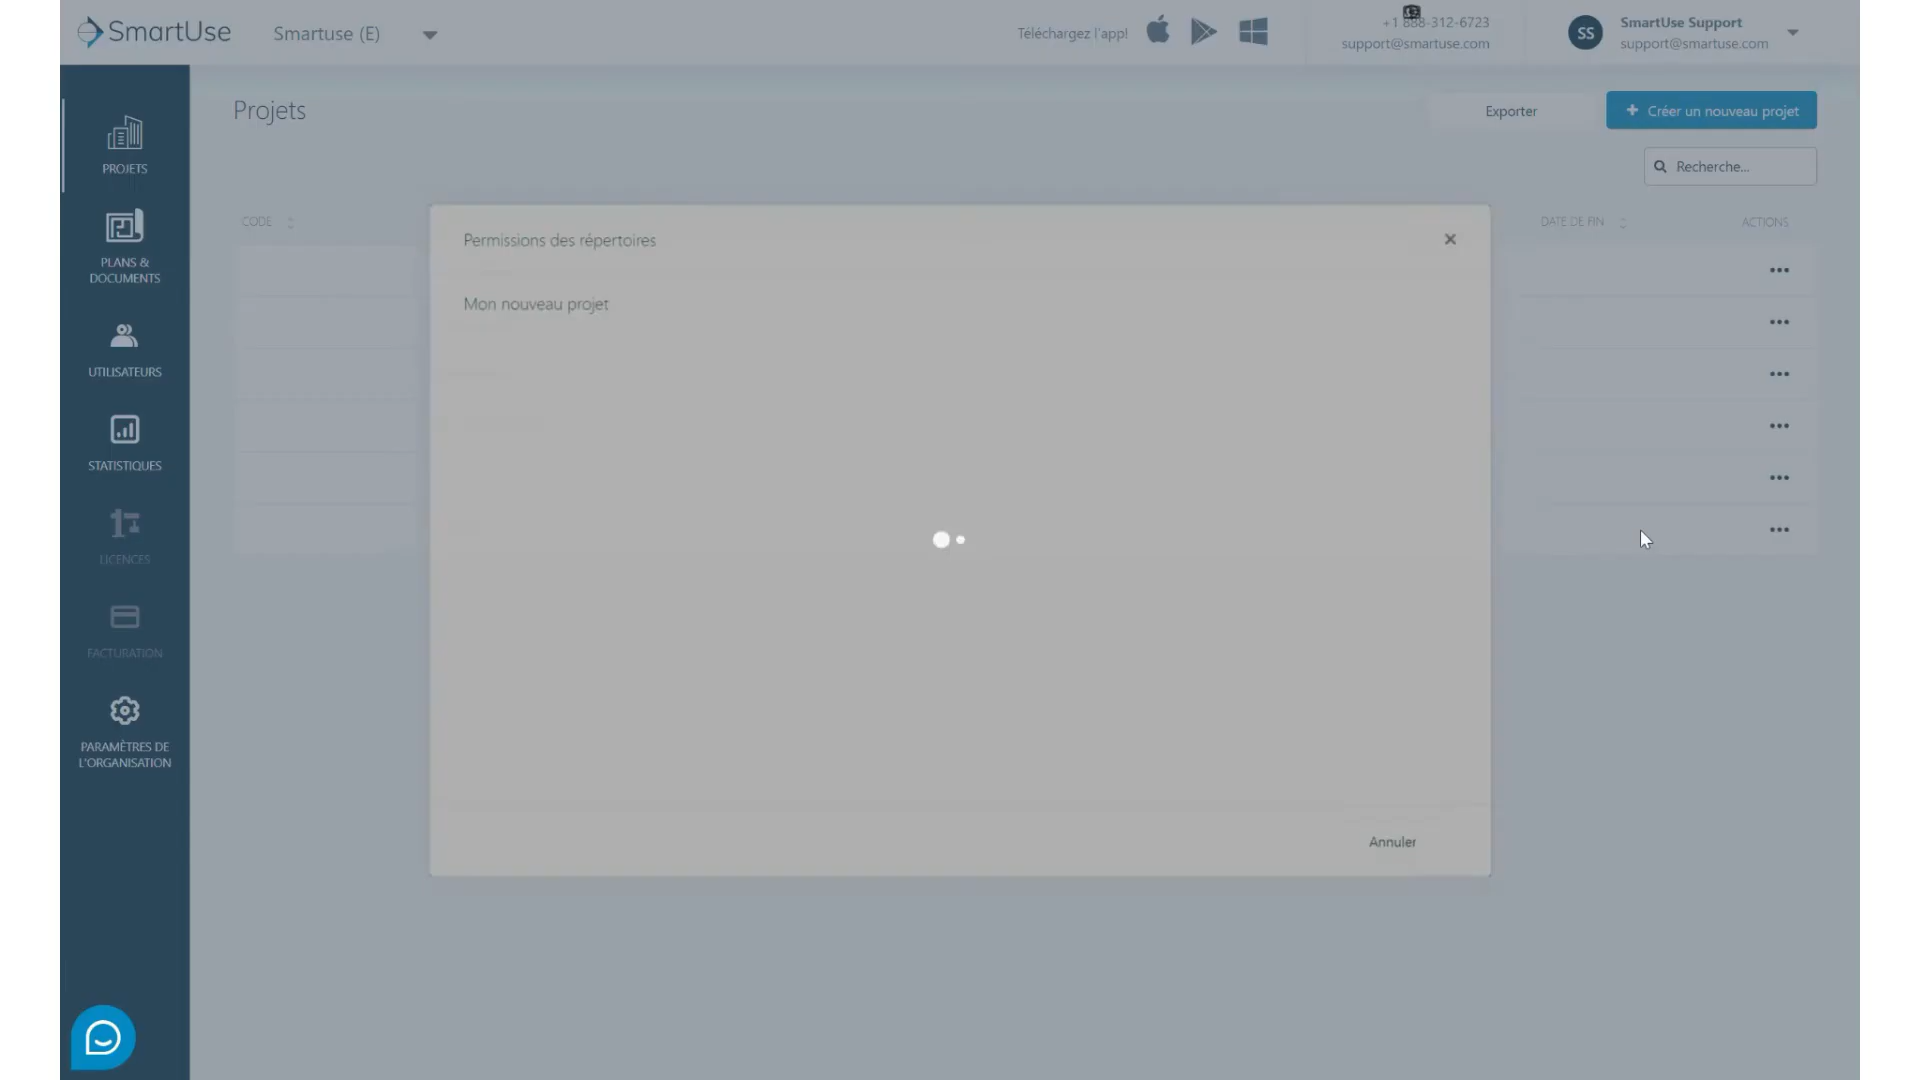 SmartUse
Smartuse (E)
Téléchargez l'app!
+1 888-312-6723
support@smartuse.com
SS
SmartUse Support
support@smartuse.com
Projets
Exporter
+ Créer un nouveau projet
Recherche...
PROJETS
PLANS &
DOCUMENTS
UTILISATEURS
STATISTIQUES
LICENCES
FACTURATION
PARAMÈTRES DE
L'ORGANISATION
CODE
DATE DE FIN
ACTIONS
Permissions des répertoires
Mon nouveau projet
Annuler